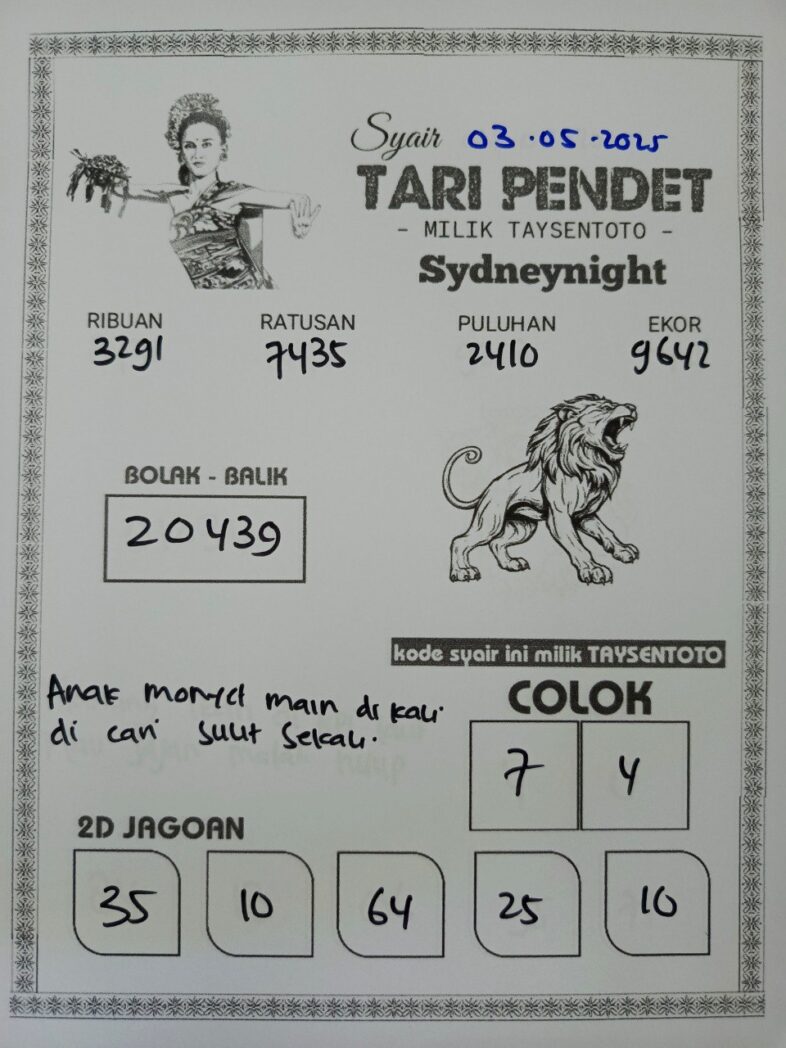 Syair 03.05.2025
TARI PENDET
- MILIK TAYSENTOTO -
Sydneynight
RIBUAN RATUSAN PULUHAN EKOR
3291 7435 2410 9642
BOLAK - BALIK
20439
kode syair ini milik TAYSENTOTO
Anak monyet main di kali
di cari sulit sekali.
COLOK
7 4
2D JAGOAN
35 10 64 25 10